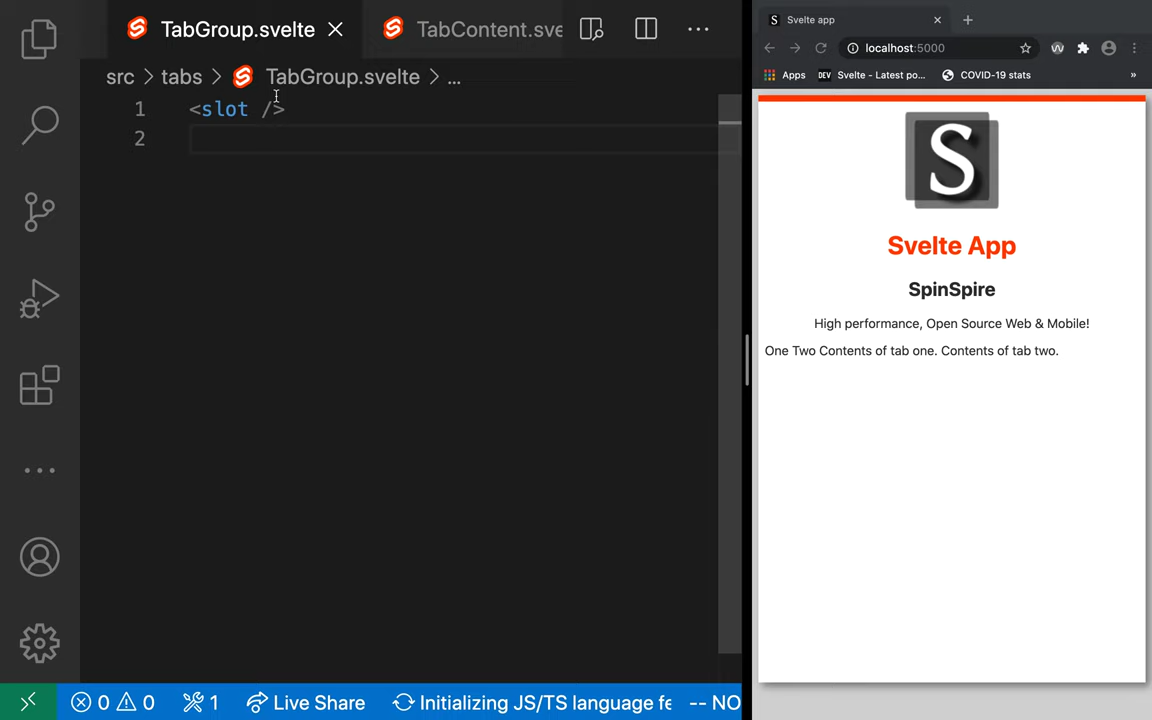 TabGroup.svelte
TabContent.sve
src > tabs > TabGroup.svelte > ...
1 <slot />
2
0 0 1 Live Share Initializing JS/TS language fe -- NO
Svelte app
localhost:5000
Apps DEV Svelte - Latest po... COVID-19 stats »
S
Svelte App
SpinSpire
High performance, Open Source Web & Mobile!
One Two Contents of tab one. Contents of tab two.